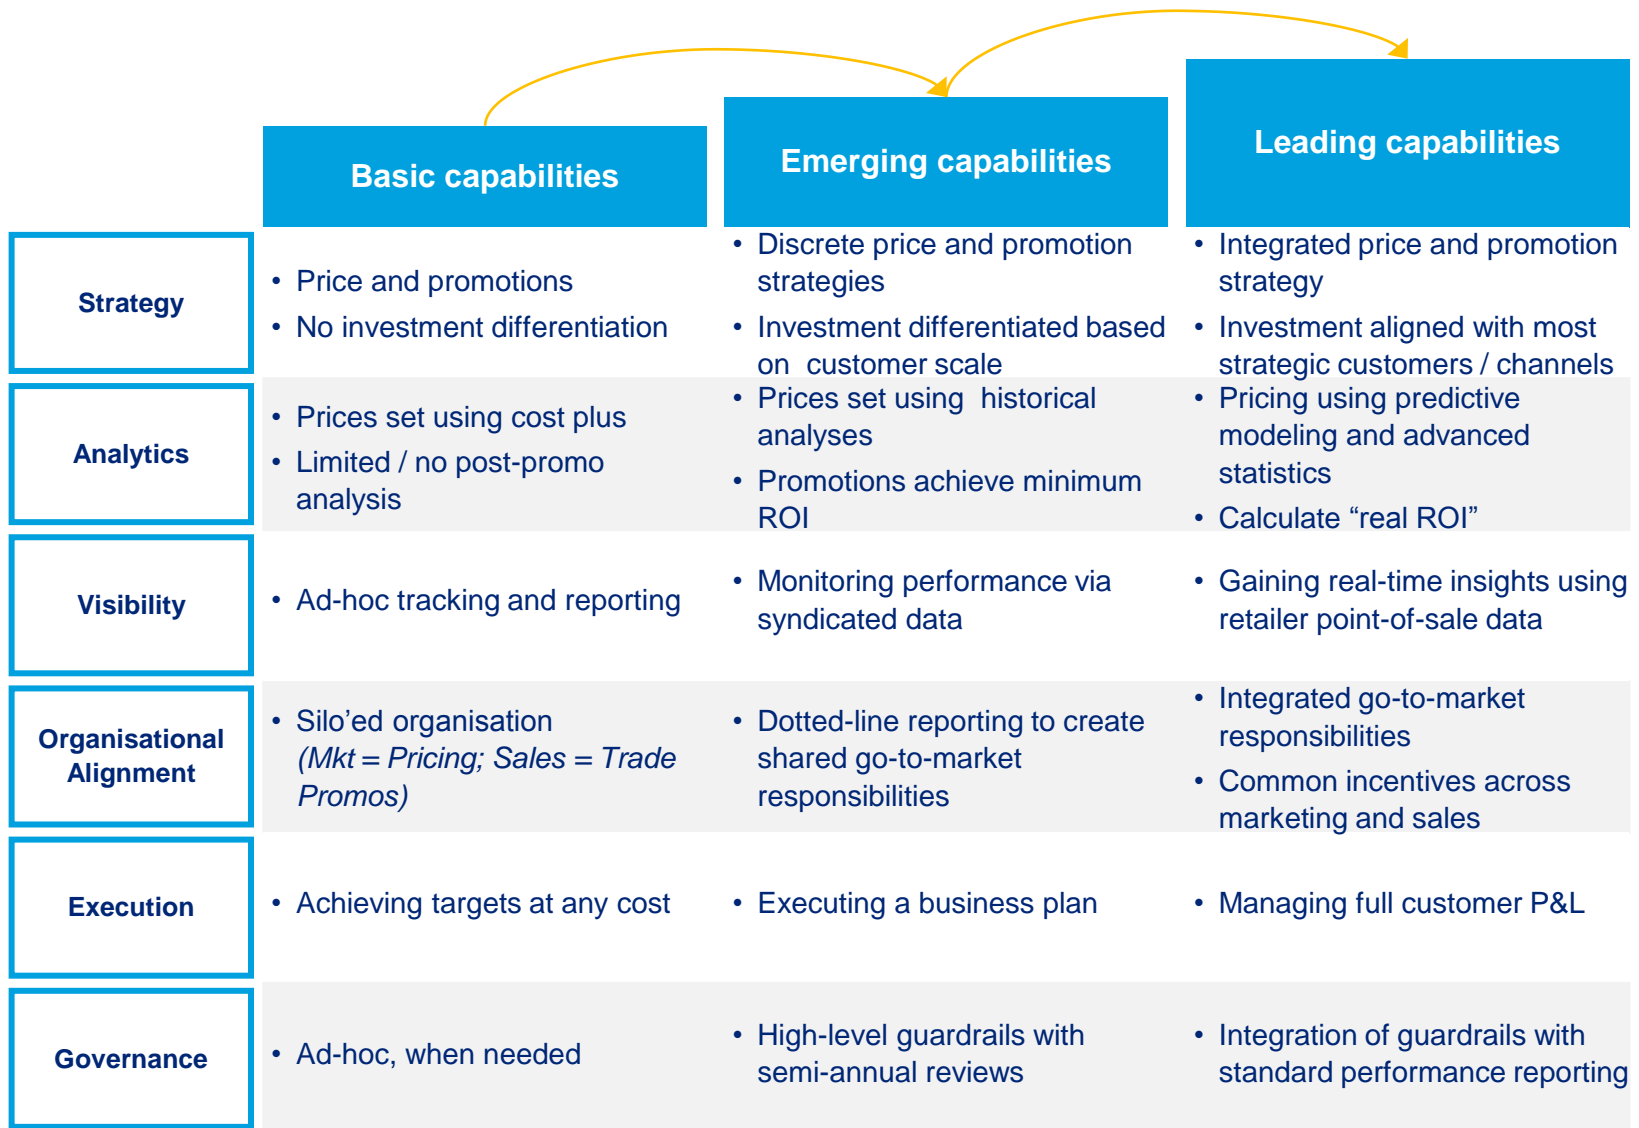 Basic capabilities
Emerging capabilities
Leading capabilities
Strategy
• Price and promotions
• No investment differentiation
• Discrete price and promotion
strategies
• Investment differentiated based
on  customer scale
• Integrated price and promotion
strategy
• Investment aligned with most
strategic customers / channels
Analytics
• Prices set using cost plus
• Limited / no post-promo
analysis
• Prices set using  historical
analyses
• Promotions achieve minimum
ROI
• Pricing using predictive
modeling and advanced
statistics
• Calculate “real ROI”
Visibility
• Ad-hoc tracking and reporting
• Monitoring performance via
syndicated data
• Gaining real-time insights using
retailer point-of-sale data
Organisational
Alignment
• Silo’ed organisation
(Mkt = Pricing; Sales = Trade
Promos)
• Dotted-line reporting to create
shared go-to-market
responsibilities
• Integrated go-to-market
responsibilities
• Common incentives across
marketing and sales
Execution
• Achieving targets at any cost
• Executing a business plan
• Managing full customer P&L
Governance
• Ad-hoc, when needed
• High-level guardrails with
semi-annual reviews
• Integration of guardrails with
standard performance reporting